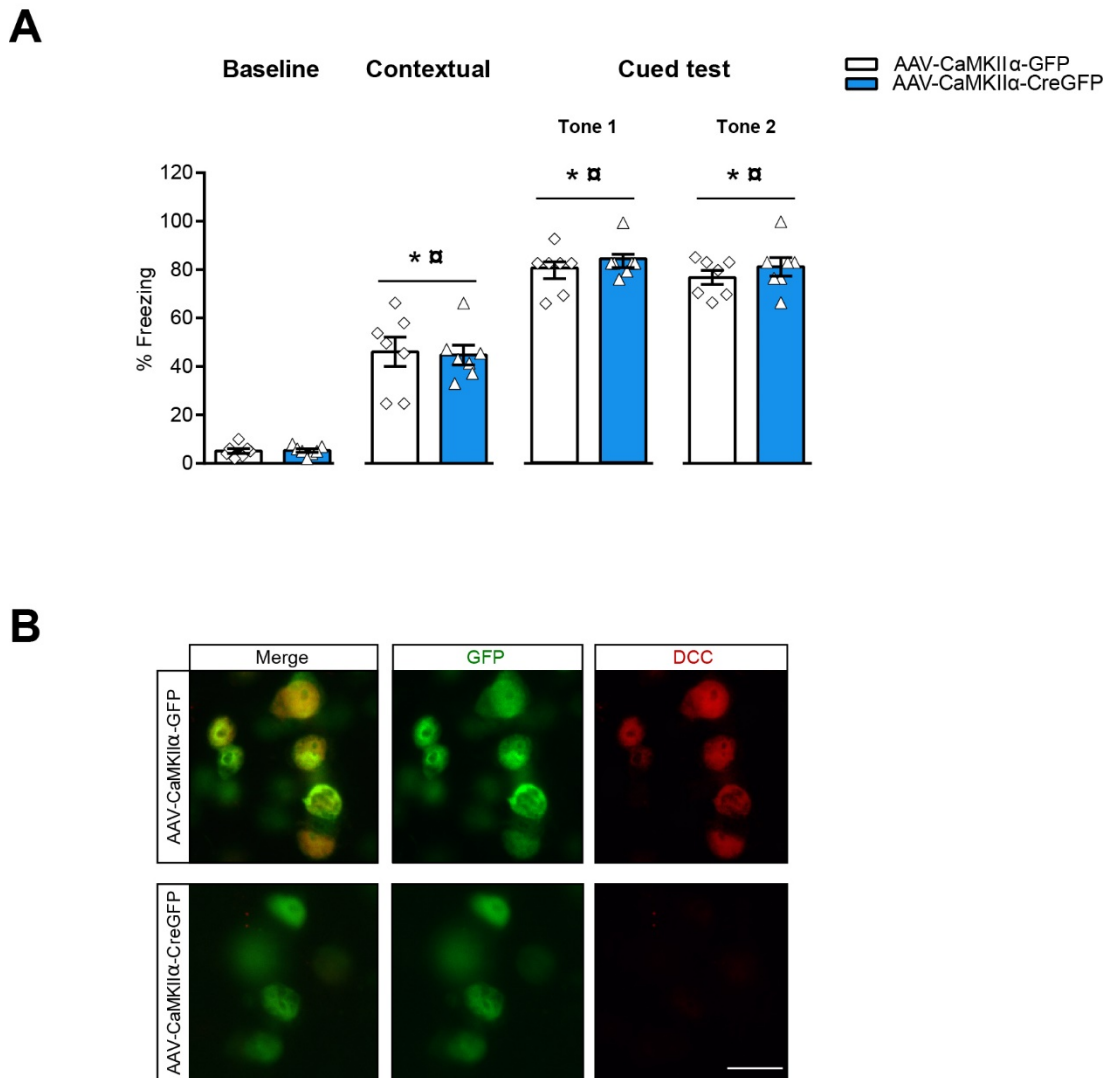 A
Baseline
Contextual
Cued test
AAV-CaMKIIα-GFP
AAV-CaMKIIα-CreGFP
Tone 1
Tone 2
% Freezing
120
100
80
60
40
20
0
* ¤
* ¤
* ¤
B
Merge
GFP
DCC
AAV-CaMKIIα-GFP
AAV-CaMKIIα-CreGFP